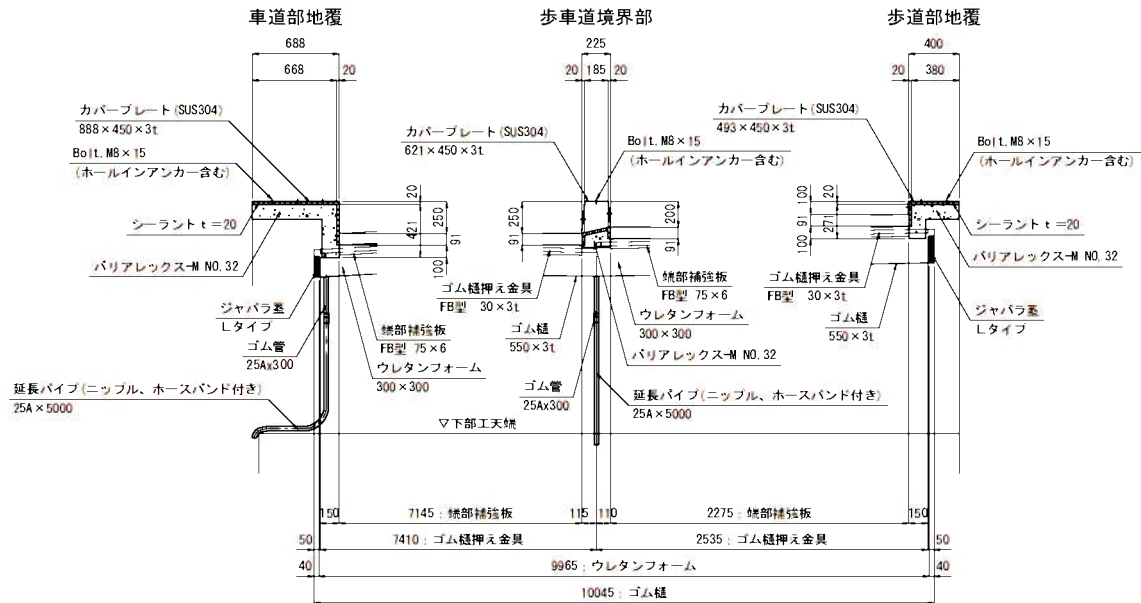 車道部地覆
歩車道境界部
歩道部地覆
688
668
20
225
20
185
20
400
20
380
カバープレート(SUS304)
888×450×3t
Bolt.M8×15
(ホールインアンカー含む)
シーラント t=20
バリアレックス-M NO.32
ジャバラ蓋
Lタイプ
ゴム管
25Ax300
延長パイプ(ニップル、ホースバンド付き)
25A×5000
20
250
421
91
100
端部補強板
FB型 75×6
ウレタンフォーム
300×300
カバープレート(SUS304)
621×450×3t
Bolt.M8×15
(ホールインアンカー含む)
250
91
200
91
ゴム樋押え金具
FB型 30×3t
ゴム樋
550×3t
ゴム管
25Ax300
端部補強板
FB型 75×6
ウレタンフォーム
300×300
バリアレックス-M NO.32
延長パイプ(ニップル、ホースバンド付き)
25A×5000
カバープレート(SUS304)
493×450×3t
Bolt.M8×15
(ホールインアンカー含む)
100
91
100
20
271
シーラント t=20
バリアレックス-M NO.32
ゴム樋押え金具
FB型 30×3t
ゴム樋
550×3t
ジャバラ蓋
Lタイプ
▽下部工天端
150
7145:端部補強板
115
110
2275:端部補強板
150
50
7410:ゴム樋押え金具
2535:ゴム樋押え金具
50
40
9965:ウレタンフォーム
40
10045:ゴム樋